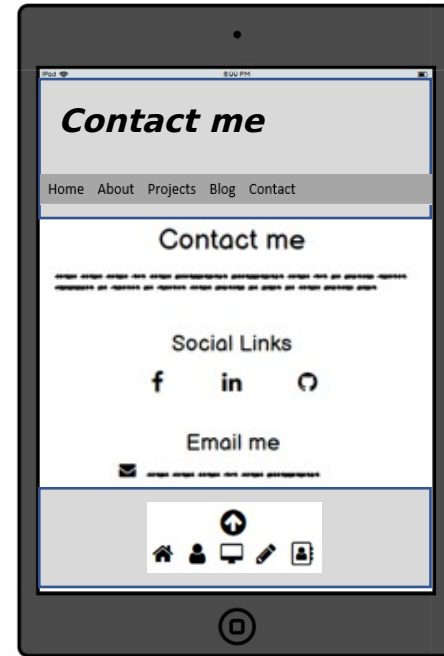 iPad 8:00 PM
Contact me
Home About Projects Blog Contact
Contact me
Social Links
f in
Email me